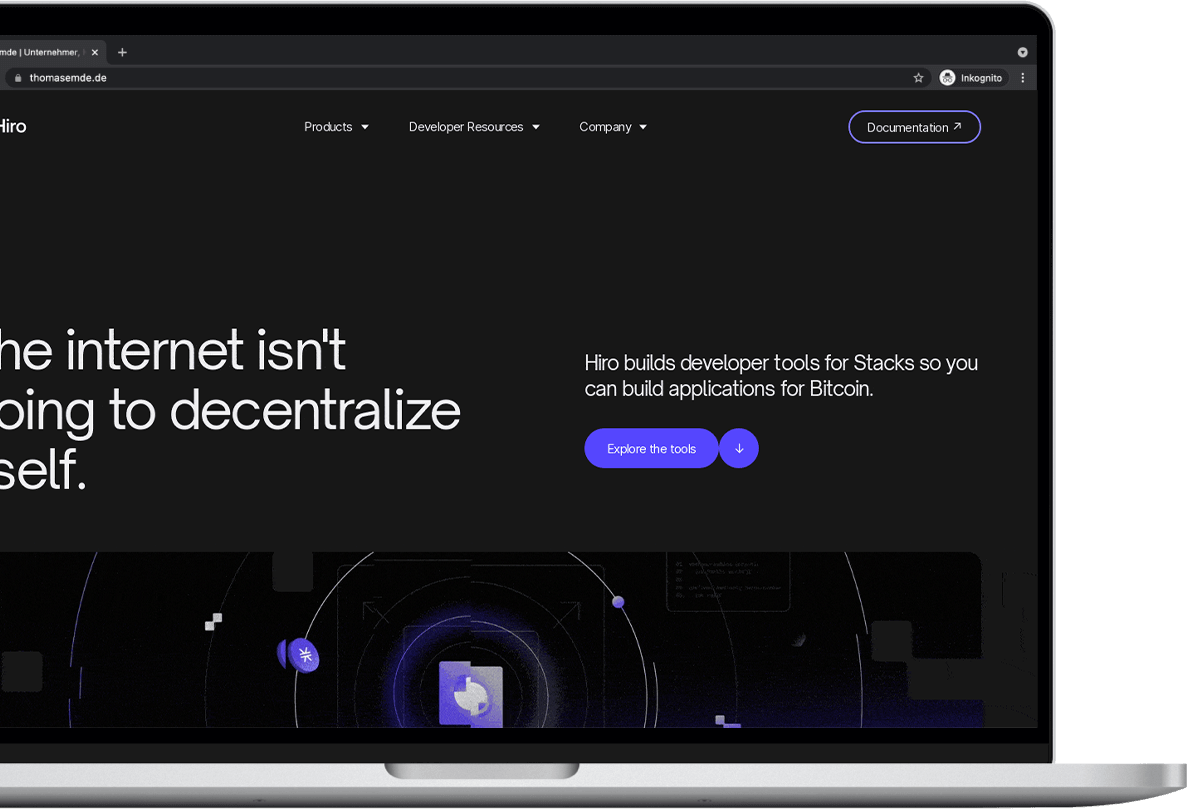 mde | Unternehmer,
thomasemde.de
Inkognito
Hiro
Products
Developer Resources
Company
Documentation ↗
he internet isn't
oing to decentralize
self.
Hiro builds developer tools for Stacks so you
can build applications for Bitcoin.
Explore the tools